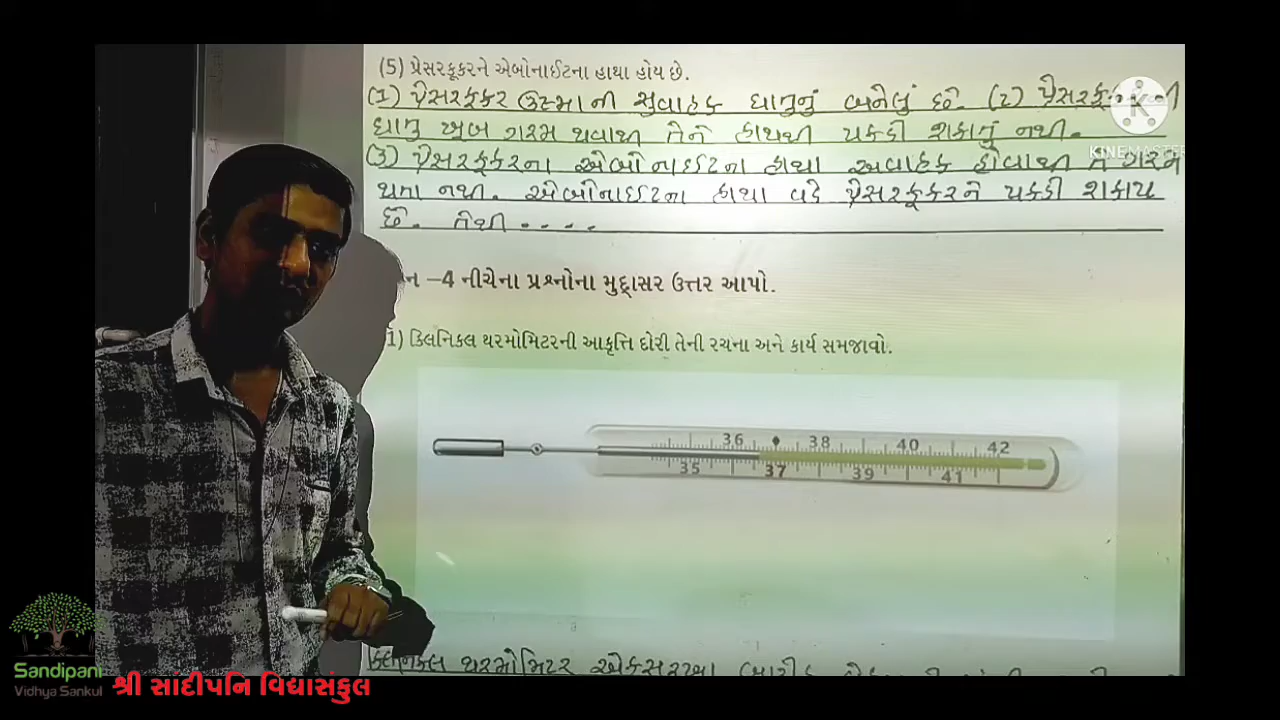 (5) પ્રેસરકૂકરને એબોનાઈટના હાથા હોય છે.
(1) પ્રેસરકૂકર ઉષ્માની સુવાહક ધાતુનું બનેલું છે. (૨) પ્રેસરકૂ
ધાતુ ખૂબ ગરમ થવાથી તેને હાથથી પકડી શકાતું નથી.
(૩) પ્રેસરકૂકરના એબોનાઈટના હાથા અવાહક હોવાથી તે ગરમ
થતા નથી. એબોનાઈટના હાથા વડે પ્રેસરકૂકરને પકડી શકાય
છે. તેથી....
ન –4 નીચેના પ્રશ્નોના મુદ્દાસર ઉત્તર આપો.
1) ક્લિનિકલ થરમોમિટરની આકૃત્તિ દોરી તેની રચના અને કાર્ય સમજાવો.
36 38 40 42
35 37 39 41
ક્લિનિકલ થરમોમિટર એકસરખા બારીક
K
KINEMASTER
Sandipani
Vidhya Sankul
શ્રી સાંદીપનિ વિદ્યાસંકુલ